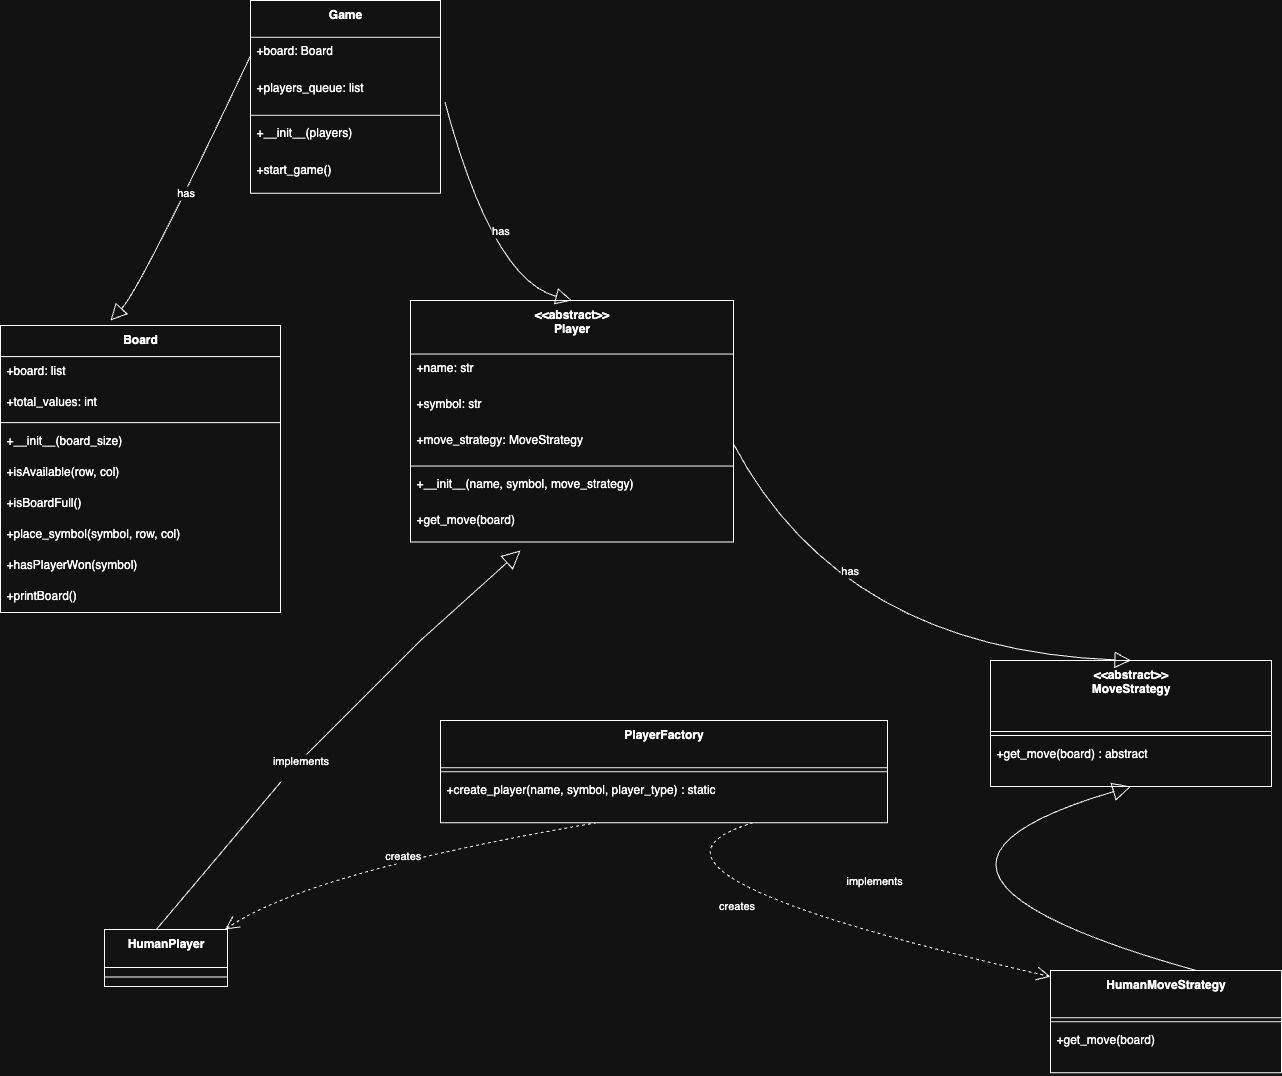 Game
+board: Board
+players_queue: list
+__init__(players)
+start_game()
has
has
Board
+board: list
+total_values: int
+__init__(board_size)
+isAvailable(row, col)
+isBoardFull()
+place_symbol(symbol, row, col)
+hasPlayerWon(symbol)
+printBoard()
<<abstract>>
Player
+name: str
+symbol: str
+move_strategy: MoveStrategy
+__init__(name, symbol, move_strategy)
+get_move(board)
has
<<abstract>>
MoveStrategy
+get_move(board) : abstract
implements
PlayerFactory
+create_player(name, symbol, player_type) : static
creates
implements
creates
HumanPlayer
HumanMoveStrategy
+get_move(board)